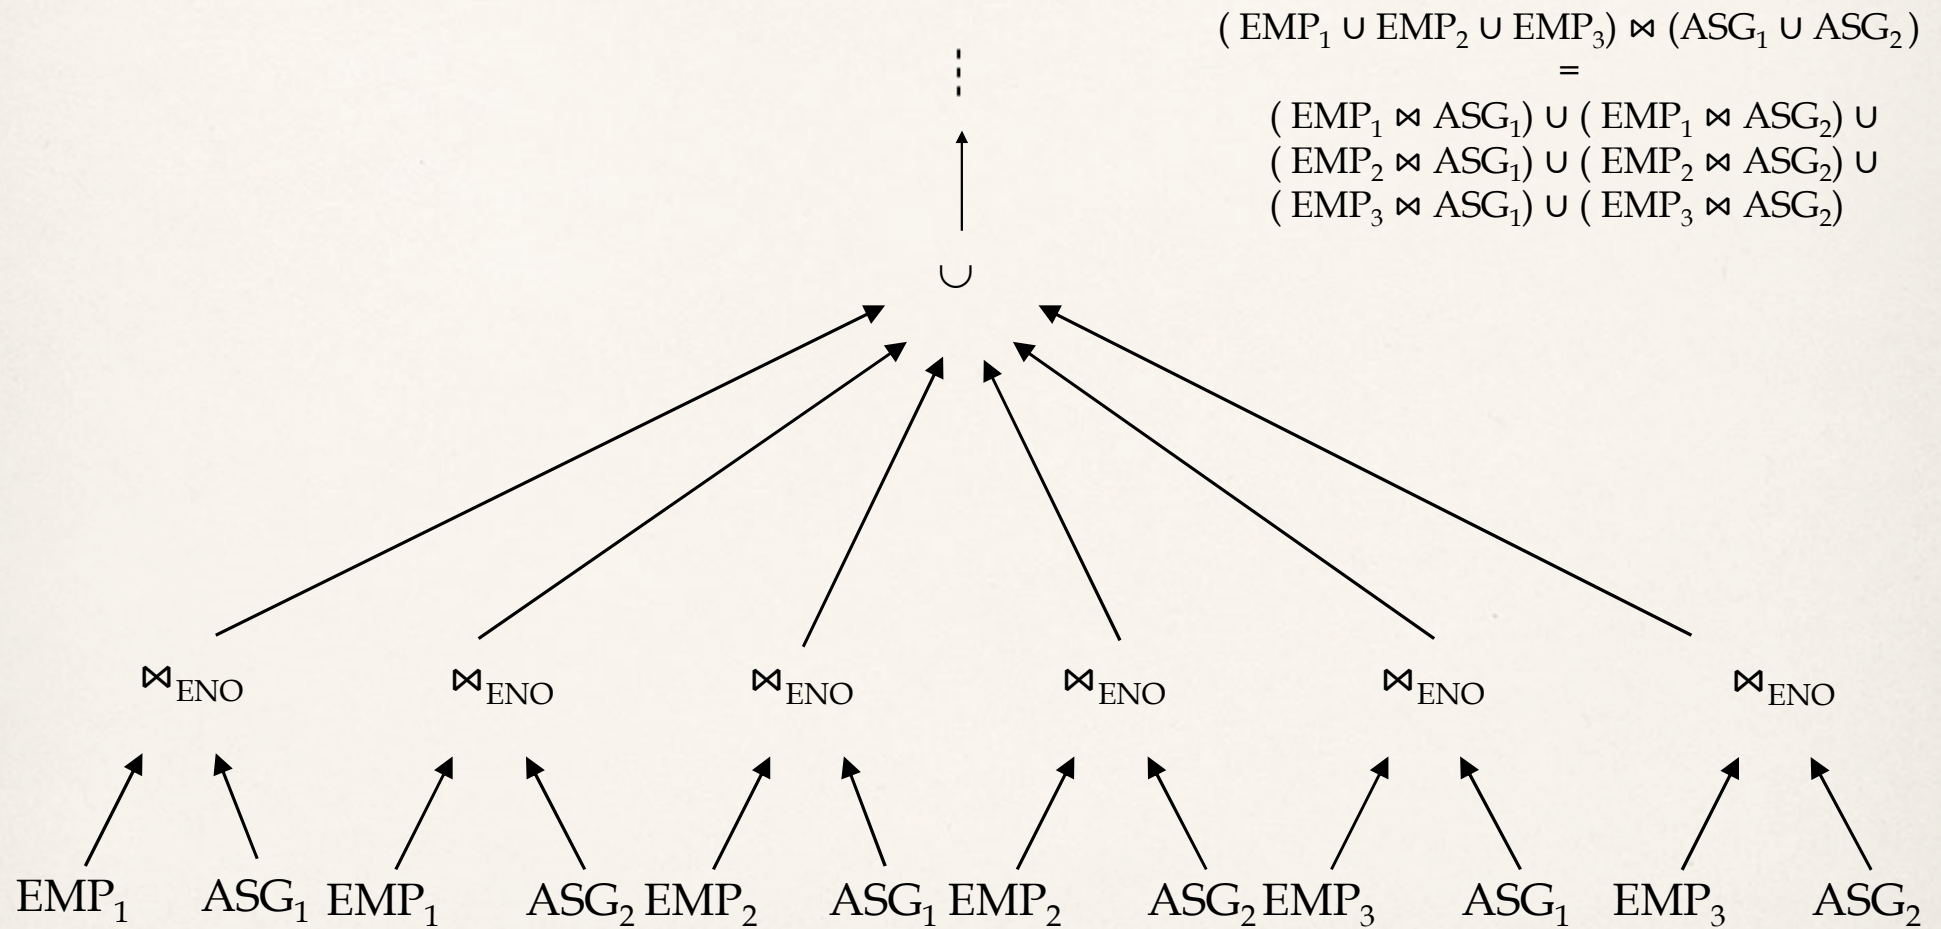 ( EMP₁ ∪ EMP₂ ∪ EMP₃) ⋈ (ASG₁ ∪ ASG₂)
=
( EMP₁ ⋈ ASG₁) ∪ ( EMP₁ ⋈ ASG₂) ∪
( EMP₂ ⋈ ASG₁) ∪ ( EMP₂ ⋈ ASG₂) ∪
( EMP₃ ⋈ ASG₁) ∪ ( EMP₃ ⋈ ASG₂)
∪
⋈ENO ⋈ENO ⋈ENO ⋈ENO ⋈ENO ⋈ENO
EMP₁ ASG₁ EMP₁ ASG₂ EMP₂ ASG₁ EMP₂ ASG₂ EMP₃ ASG₁ EMP₃ ASG₂